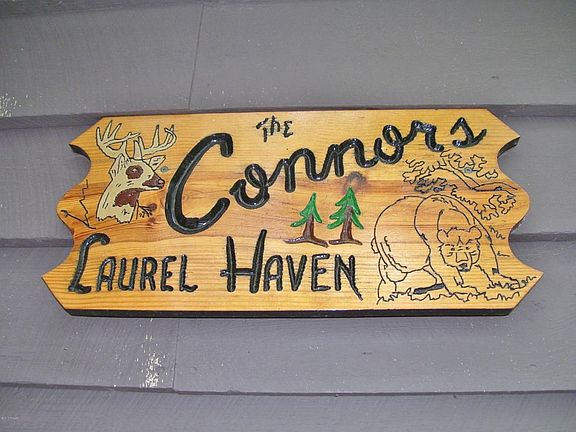 The
Connors
Laurel Haven